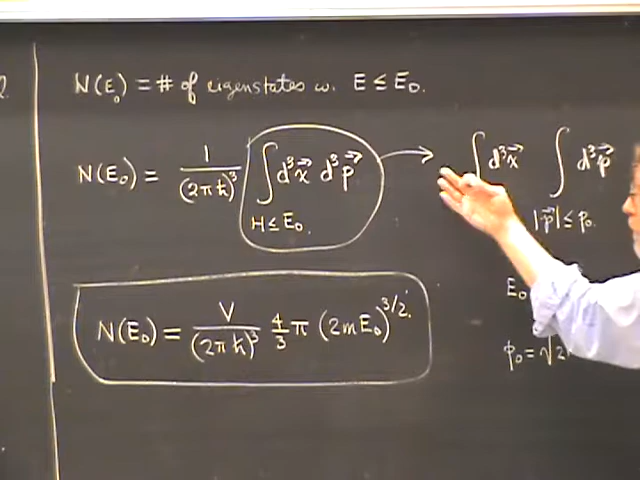 N(E₀) = # of eigenstates w. E ≤ E₀.
N(E₀) = 1/(2πħ)³ ∫ d³x⃗ d³p⃗ → ∫ d³x⃗ ∫ d³p⃗
H ≤ E₀. |p⃗| ≤ p₀
E₀
N(E₀) = V/(2πħ)³ 4/3 π (2mE₀)^3/2.
p₀ = √2